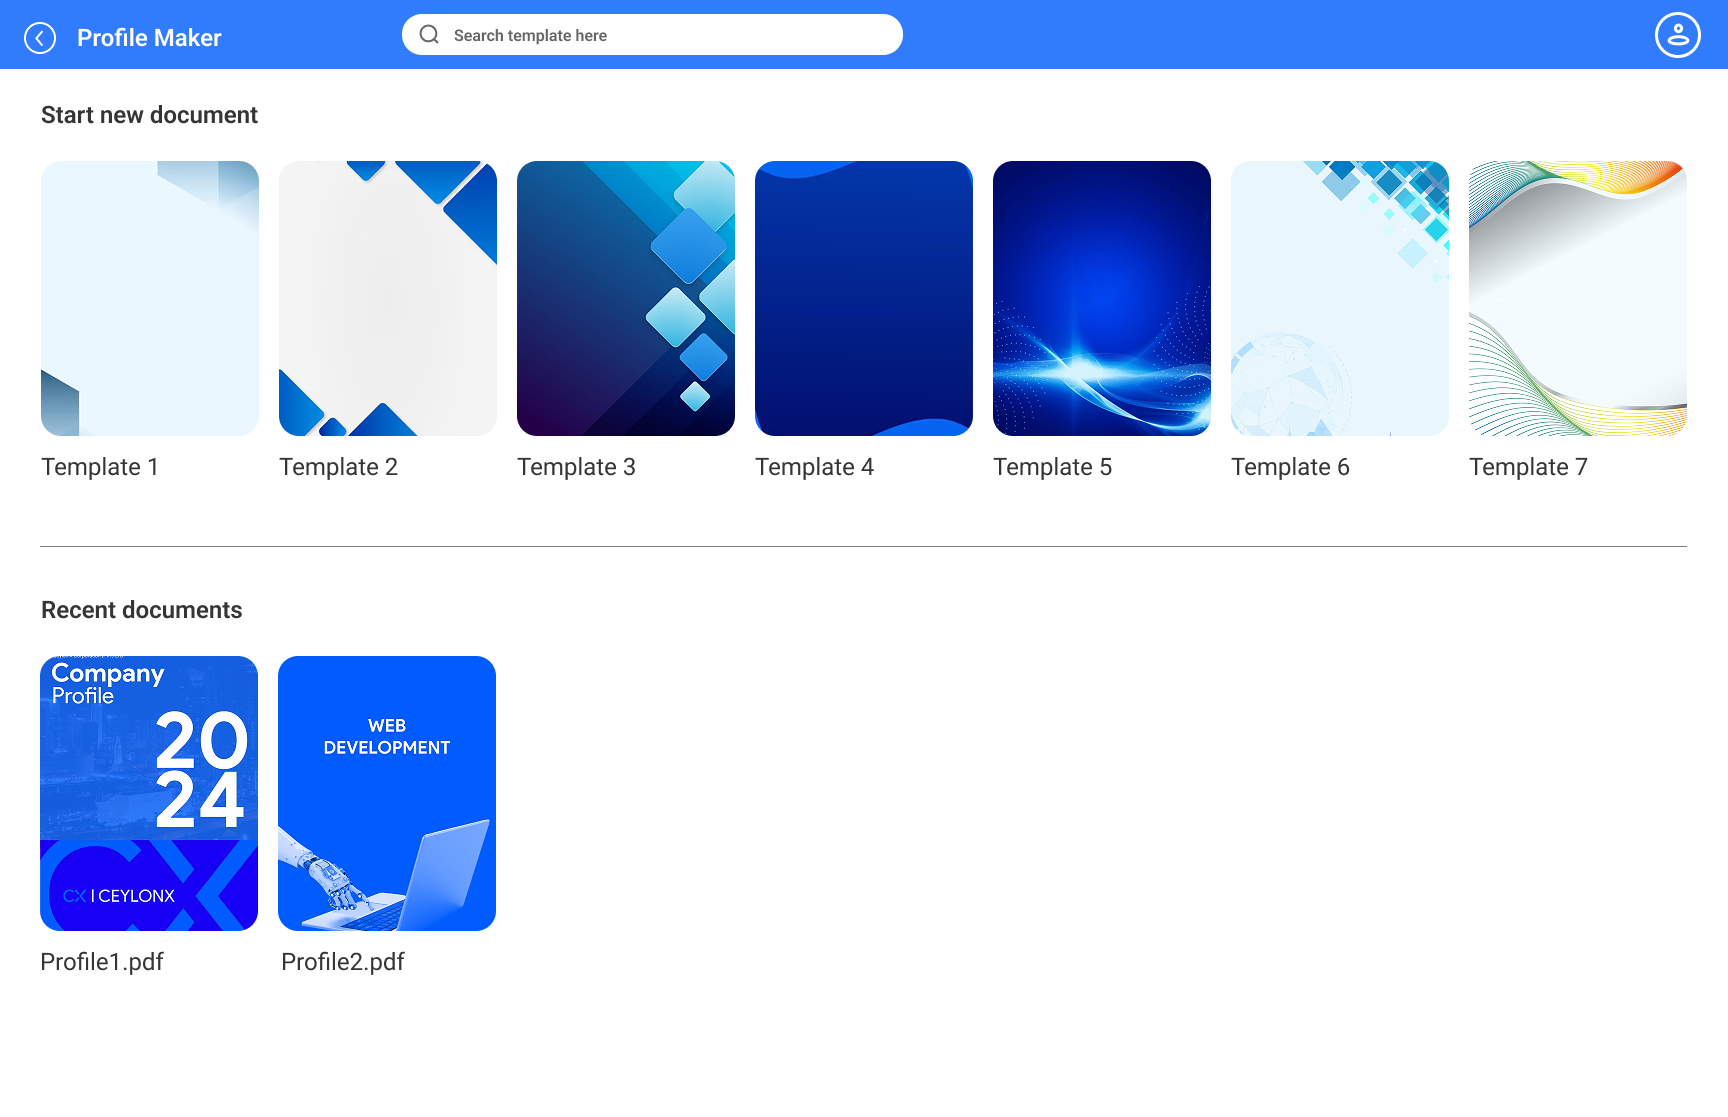 Profile Maker
Search template here
Start new document
Template 1
Template 2
Template 3
Template 4
Template 5
Template 6
Template 7
Recent documents
Company
Profile
20
24
CX | CEYLONX
WEB
DEVELOPMENT
Profile1.pdf
Profile2.pdf